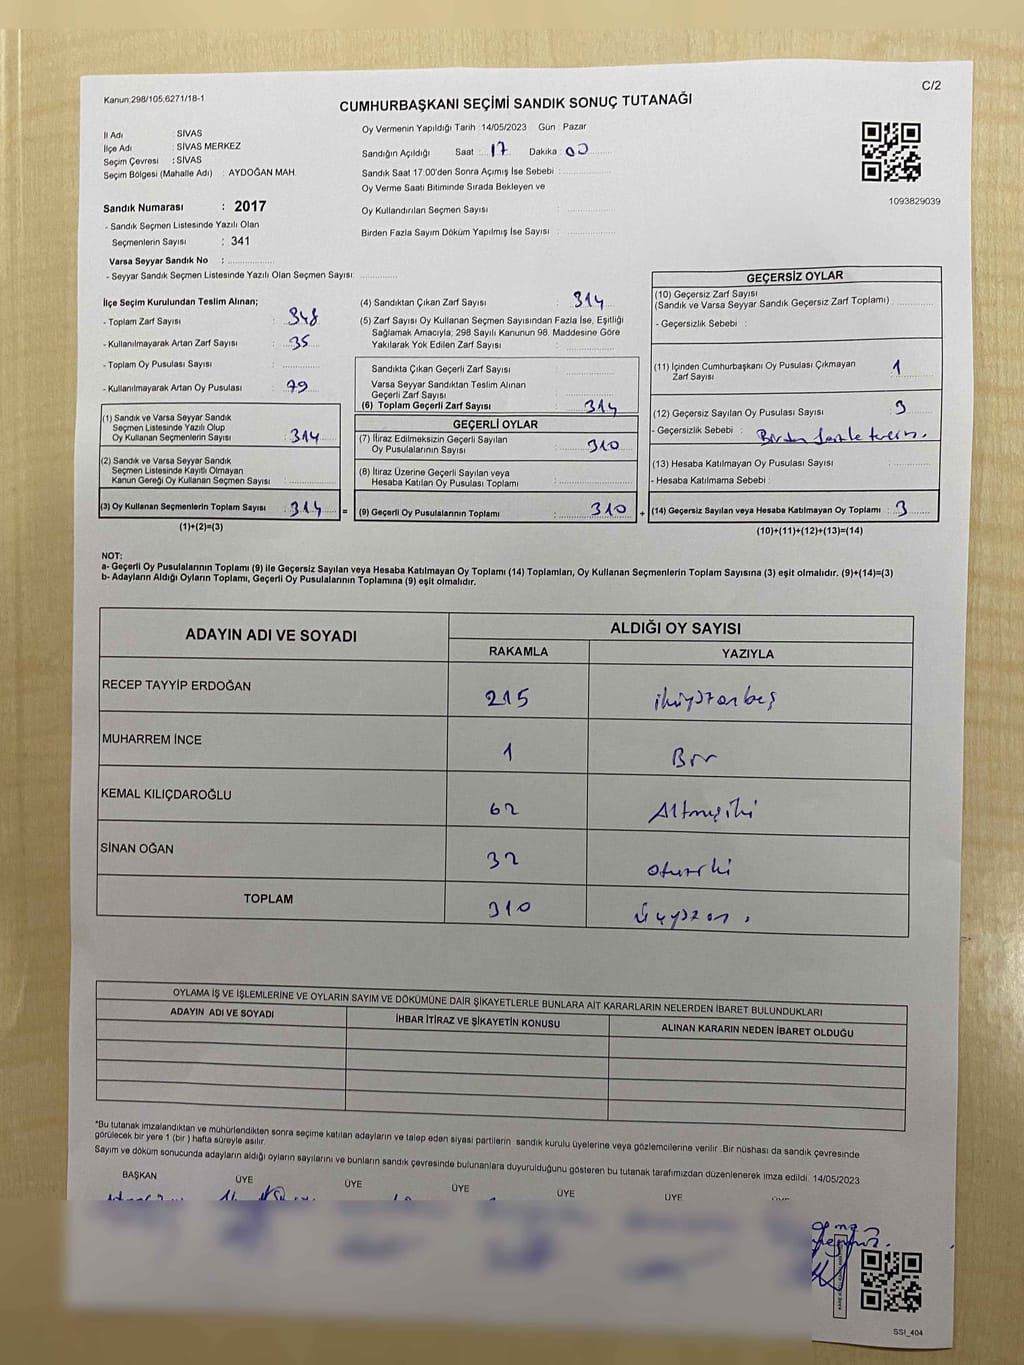 Kanun;298/105,6271/18-1
C/2
CUMHURBAŞKANI SEÇİMİ SANDIK SONUÇ TUTANAĞI
İl Adı : SİVAS
İlçe Adı : SİVAS MERKEZ
Seçim Çevresi : SİVAS
Seçim Bölgesi (Mahalle Adı) : AYDOĞAN MAH.
Sandık Numarası : 2017
- Sandık Seçmen Listesinde Yazılı Olan
Seçmenlerin Sayısı : 341
Varsa Seyyar Sandık No :
- Seyyar Sandık Seçmen Listesinde Yazılı Olan Seçmen Sayısı:
Oy Vermenin Yapıldığı Tarih :14/05/2023 Gün : Pazar
Sandığın Açıldığı Saat : 17 Dakika : 00
Sandık Saat 17.00'den Sonra Açımış İse Sebebi :
Oy Verme Saati Bitiminde Sırada Bekleyen ve
Oy Kullandırılan Seçmen Sayısı :
Birden Fazla Sayım Döküm Yapılmış İse Sayısı :
1093829039
İlçe Seçim Kurulundan Teslim Alınan;
- Toplam Zarf Sayısı : 348
- Kullanılmayarak Artan Zarf Sayısı : 35
- Toplam Oy Pusulası Sayısı :
- Kullanılmayarak Artan Oy Pusulası : 79
(1) Sandık ve Varsa Seyyar Sandık
Seçmen Listesinde Yazılı Olup
Oy Kullanan Seçmenlerin Sayısı : 314
(2) Sandık ve Varsa Seyyar Sandık
Seçmen Listesinde Kayıtlı Olmayan
Kanun Gereği Oy Kullanan Seçmen Sayısı :
(3) Oy Kullanan Seçmenlerin Toplam Sayısı : 314 =
(1)+(2)=(3)
(4) Sandıktan Çıkan Zarf Sayısı : 314
(5) Zarf Sayısı Oy Kullanan Seçmen Sayısından Fazla İse, Eşitliği
Sağlamak Amacıyla; 298 Sayılı Kanunun 98. Maddesine Göre
Yakılarak Yok Edilen Zarf Sayısı :
Sandıkta Çıkan Geçerli Zarf Sayısı :
Varsa Seyyar Sandıktan Teslim Alınan
Geçerli Zarf Sayısı :
(6) Toplam Geçerli Zarf Sayısı : 314
GEÇERLİ OYLAR
(7) İtiraz Edilmeksizin Geçerli Sayılan
Oy Pusulalarının Sayısı : 310
(8) İtiraz Üzerine Geçerli Sayılan veya
Hesaba Katılan Oy Pusulası Toplamı :
(9) Geçerli Oy Pusulalarının Toplamı : 310 +
GEÇERSİZ OYLAR
(10) Geçersiz Zarf Sayısı
(Sandık ve Varsa Seyyar Sandık Geçersiz Zarf Toplamı)
- Geçersizlik Sebebi :
(11) İçinden Cumhurbaşkanı Oy Pusulası Çıkmayan
Zarf Sayısı : 1
(12) Geçersiz Sayılan Oy Pusulası Sayısı : 3
- Geçersizlik Sebebi : Birden fazla tercih.
(13) Hesaba Katılmayan Oy Pusulası Sayısı :
- Hesaba Katılmama Sebebi :
(14) Geçersiz Sayılan veya Hesaba Katılmayan Oy Toplamı : 3
(10)+(11)+(12)+(13)=(14)
NOT:
a- Geçerli Oy Pusulalarının Toplamı (9) ile Geçersiz Sayılan veya Hesaba Katılmayan Oy Toplamı (14) Toplamları, Oy Kullanan Seçmenlerin Toplam Sayısına (3) eşit olmalıdır. (9)+(14)=(3)
b- Adayların Aldığı Oyların Toplamı, Geçerli Oy Pusulalarının Toplamına (9) eşit olmalıdır.
ADAYIN ADI VE SOYADI ALDIĞI OY SAYISI
RAKAMLA YAZIYLA
RECEP TAYYİP ERDOĞAN 215 ikiyüzonbeş
MUHARREM İNCE 1 Bir
KEMAL KILIÇDAROĞLU 62 Altmışiki
SİNAN OĞAN 32 otuziki
TOPLAM 310 Üçyüzon.
OYLAMA İŞ VE İŞLEMLERİNE VE OYLARIN SAYIM VE DÖKÜMÜNE DAİR ŞİKAYETLERLE BUNLARA AİT KARARLARIN NELERDEN İBARET BULUNDUKLARI
ADAYIN ADI VE SOYADI İHBAR İTİRAZ VE ŞİKAYETİN KONUSU ALINAN KARARIN NEDEN İBARET OLDUĞU
*Bu tutanak imzalandıktan ve mühürlendikten sonra seçime katılan adayların ve talep eden siyasi partilerin sandık kurulu üyelerine veya gözlemcilerine verilir. Bir nüshası da sandık çevresinde
görülecek bir yere 1 (bir) hafta süreyle asılır.
Sayım ve döküm sonucunda adayların aldığı oyların sayılarını ve bunların sandık çevresinde bulunanlara duyurulduğunu gösteren bu tutanak tarafımızdan düzenlenerek imza edildi. 14/05/2023
BAŞKAN ÜYE ÜYE ÜYE ÜYE ÜYE
SSI_404